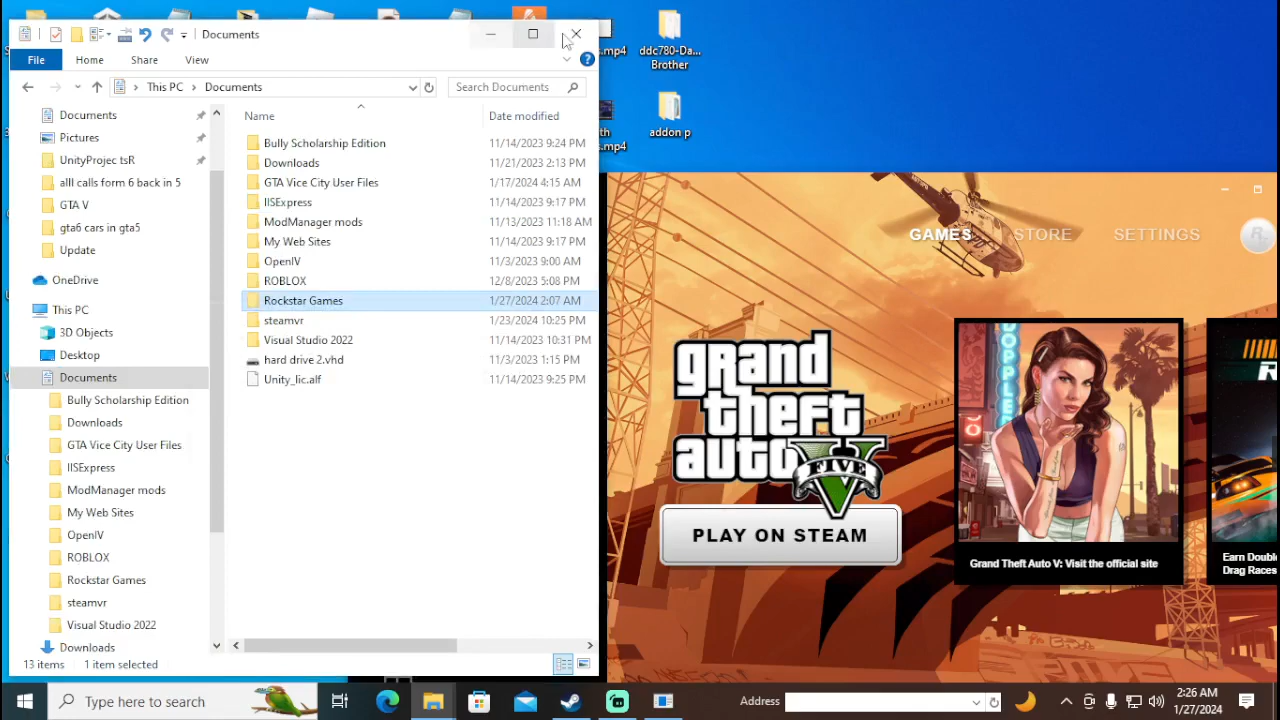 Documents
File
Home
Share
View
This PC
Documents
Search Documents
Documents
Pictures
UnityProjec tsR
alll calls form 6 back in 5
GTA V
gta6 cars in gta5
Update
OneDrive
This PC
3D Objects
Desktop
Documents
Bully Scholarship Edition
Downloads
GTA Vice City User Files
IISExpress
ModManager mods
My Web Sites
OpenIV
ROBLOX
Rockstar Games
steamvr
Visual Studio 2022
Downloads
Name Date modified
Bully Scholarship Edition 11/14/2023 9:24 PM
Downloads 11/21/2023 2:13 PM
GTA Vice City User Files 1/17/2024 4:15 AM
IISExpress 11/14/2023 9:17 PM
ModManager mods 11/13/2023 11:18 AM
My Web Sites 11/14/2023 9:17 PM
OpenIV 11/3/2023 9:00 AM
ROBLOX 12/8/2023 5:08 PM
Rockstar Games 1/27/2024 2:07 AM
steamvr 1/23/2024 10:25 PM
Visual Studio 2022 11/14/2023 10:31 PM
hard drive 2.vhd 11/3/2023 1:15 PM
Unity_lic.alf 11/14/2023 9:25 PM
13 items 1 item selected
s.mp4
th
s.mp4
ddc780-Da...
Brother
addon p
GAMES STORE SETTINGS
grand
theft
auto V
FIVE
PLAY ON STEAM
Grand Theft Auto V: Visit the official site
Earn Double
Drag Races
Type here to search
Address
2:26 AM
1/27/2024